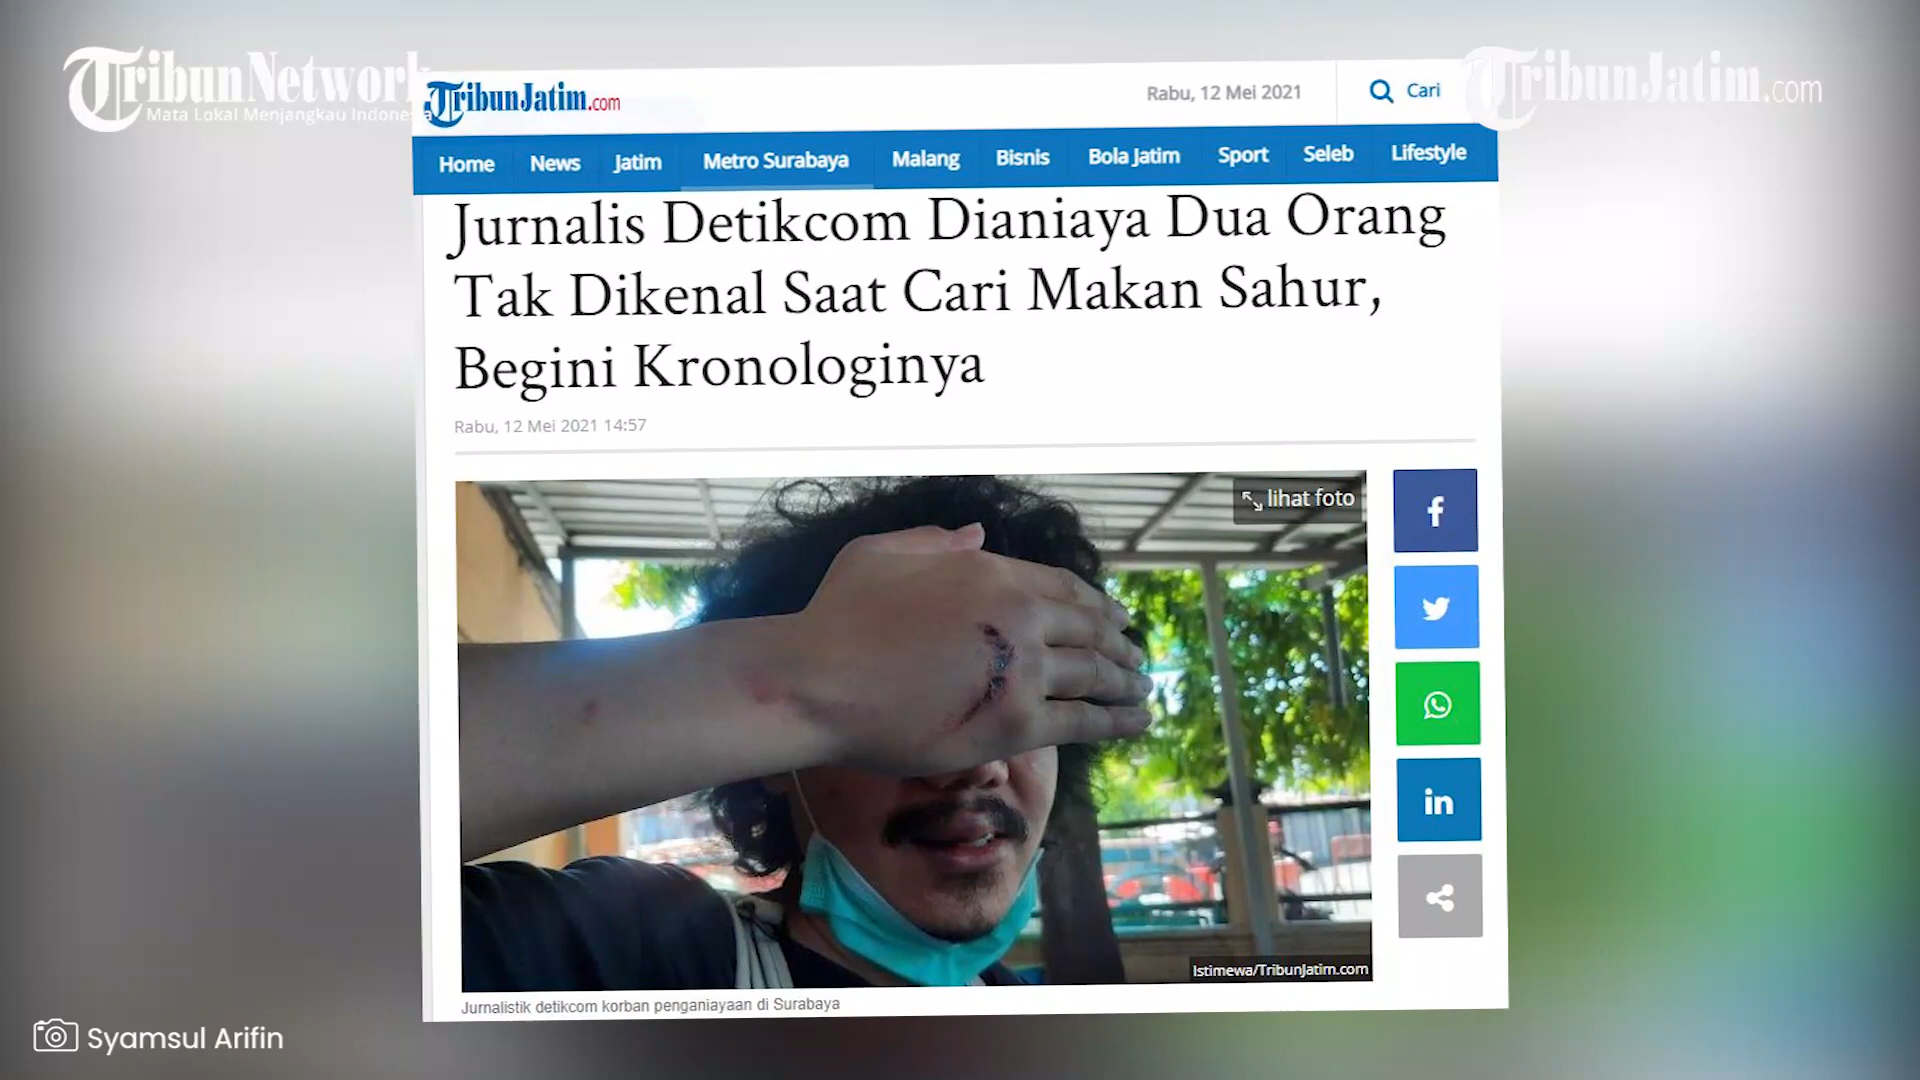 TribunNetwork
Mata Lokal Menjangkau Indonesia
TribunJatim.com
Rabu, 12 Mei 2021
Cari
TribunJatim.com
Home
News
Jatim
Metro Surabaya
Malang
Bisnis
Bola Jatim
Sport
Seleb
Lifestyle
Jurnalis Detikcom Dianiaya Dua Orang
Tak Dikenal Saat Cari Makan Sahur,
Begini Kronologinya
Rabu, 12 Mei 2021 14:57
lihat foto
f
in
Istimewa/TribunJatim.com
Jurnalistik detikcom korban penganiayaan di Surabaya
Syamsul Arifin